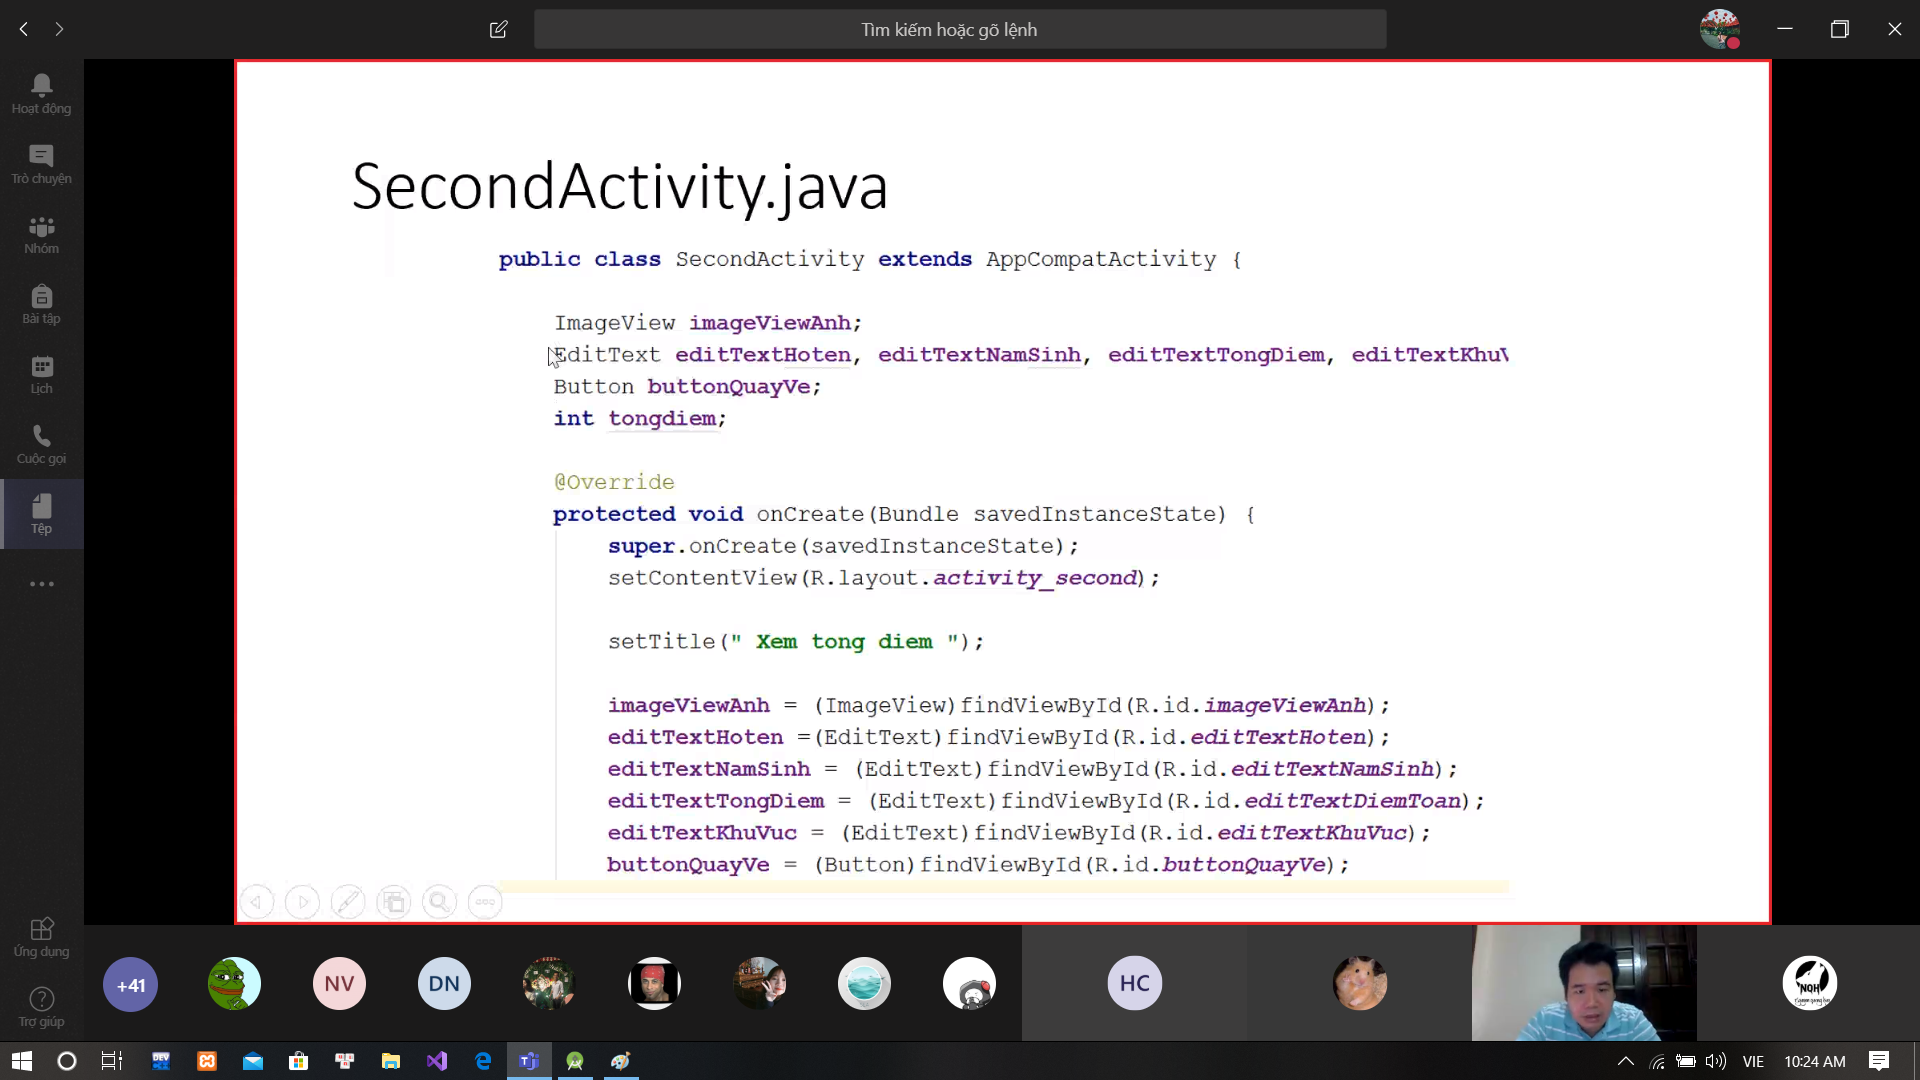 Tìm kiếm hoặc gõ lệnh
Hoạt động
Trò chuyện
Nhóm
Bài tập
Lịch
Cuộc gọi
Tệp
Ứng dụng
Trợ giúp
SecondActivity.java
public class SecondActivity extends AppCompatActivity {
ImageView imageViewAnh;
EditText editTextHoten, editTextNamSinh, editTextTongDiem, editTextKhuV
Button buttonQuayVe;
int tongdiem;
@Override
protected void onCreate(Bundle savedInstanceState) {
super.onCreate(savedInstanceState);
setContentView(R.layout.activity_second);
setTitle(" Xem tong diem ");
imageViewAnh = (ImageView)findViewById(R.id.imageViewAnh);
editTextHoten =(EditText)findViewById(R.id.editTextHoten);
editTextNamSinh = (EditText)findViewById(R.id.editTextNamSinh);
editTextTongDiem = (EditText)findViewById(R.id.editTextDiemToan);
editTextKhuVuc = (EditText)findViewById(R.id.editTextKhuVuc);
buttonQuayVe = (Button)findViewById(R.id.buttonQuayVe);
+41
NV
DN
HC
NQH
DEV
VIE
10:24 AM